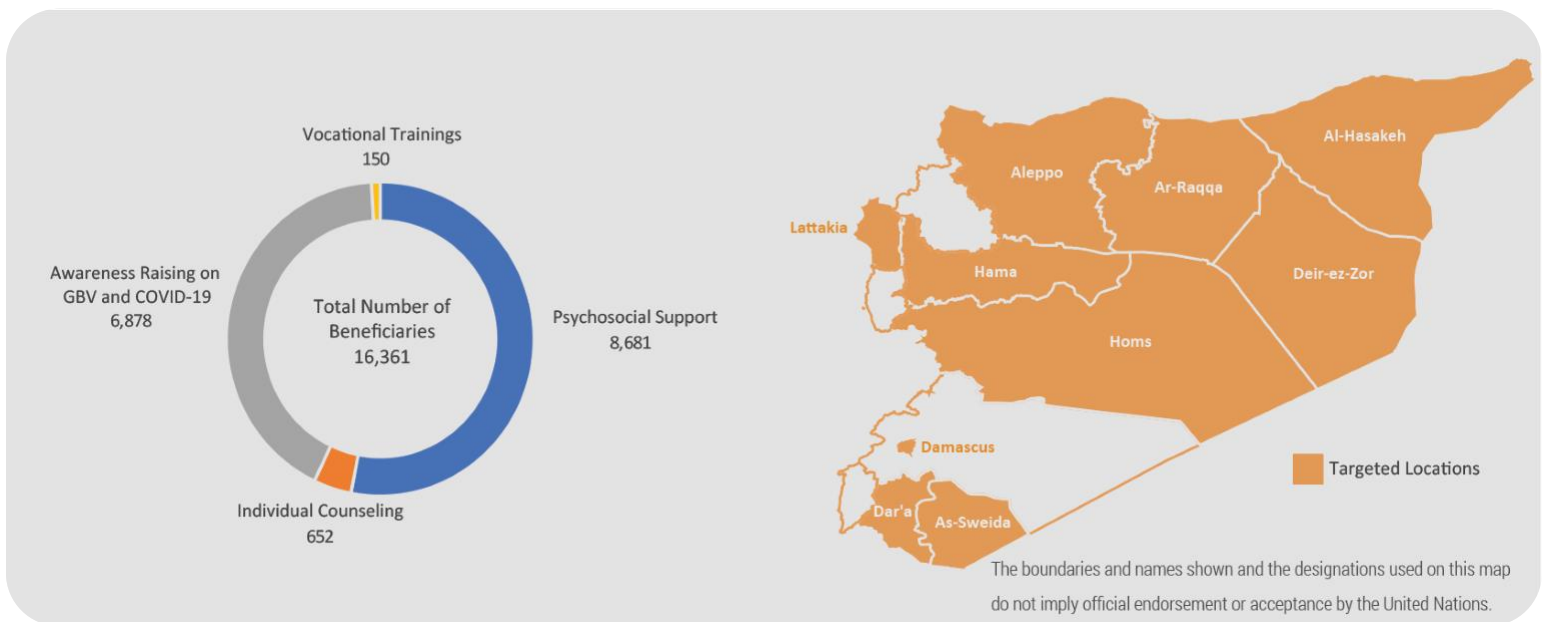 Vocational Trainings
150
Awareness Raising on
GBV and COVID-19
6,878
Total Number of
Beneficiaries
16,361
Psychosocial Support
8,681
Individual Counseling
652
Al-Hasakeh
Aleppo
Ar-Raqqa
Lattakia
Hama
Deir-ez-Zor
Homs
Damascus
Targeted Locations
Dar'a
As-Sweida
The boundaries and names shown and the designations used on this map
do not imply official endorsement or acceptance by the United Nations.